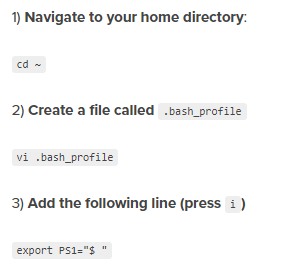 1) Navigate to your home directory:
cd ~
2) Create a file called .bash_profile
vi .bash_profile
3) Add the following line (press i )
export PS1="$ "